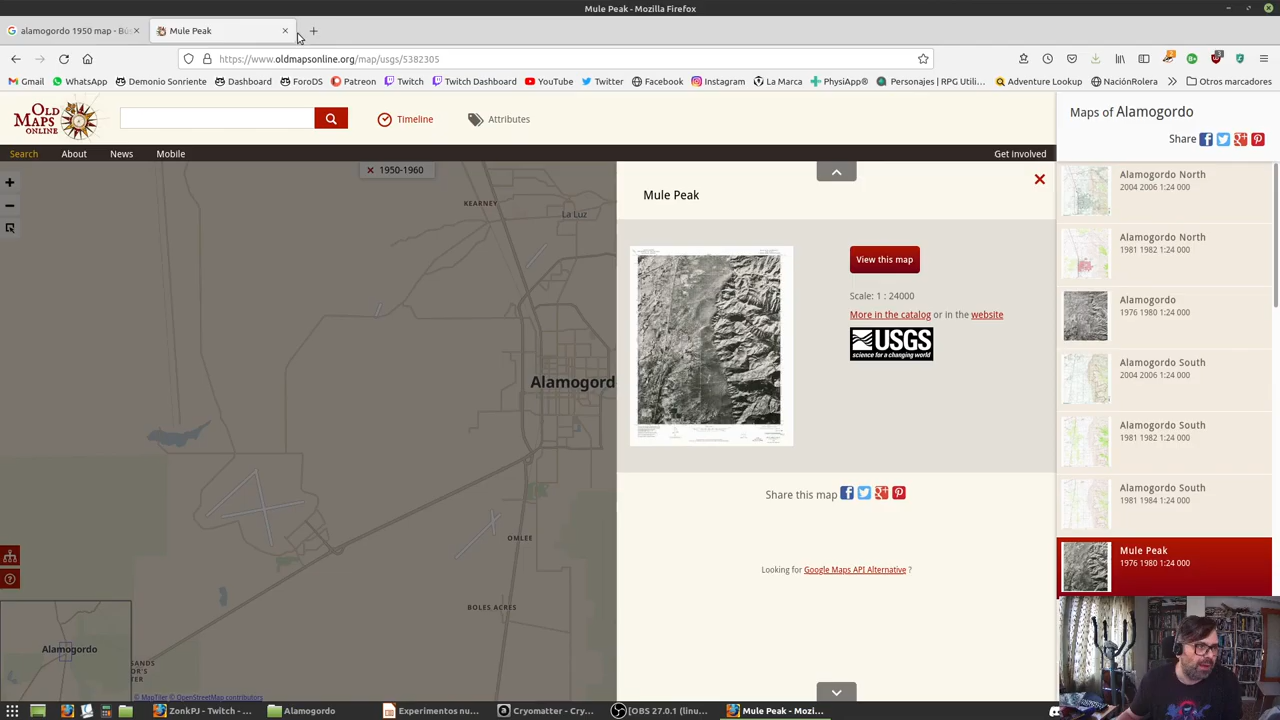 Mule Peak - Mozilla Firefox
alamogordo 1950 map - Bú
Mule Peak
https://www.oldmapsonline.org/map/usgs/5382305
Gmail WhatsApp Demonio Sonriente Dashboard ForoDS Patreon Twitch Twitch Dashboard YouTube Twitter Facebook Instagram La Marca PhysiApp® Personajes | RPG Utili... Adventure Lookup NaciónRolera Otros marcadores
OLD MAPS ONLINE
Timeline
Attributes
Search About News Mobile Get involved
Maps of Alamogordo
Share
1950-1960
KEARNEY
La Luz
Alamogord
OMLEE
BOLES ACRES
Alamogordo
SANDS
© MapTiler © OpenStreetMap contributors
Mule Peak
View this map
Scale: 1 : 24000
More in the catalog or in the website
USGS
science for a changing world
Share this map
Looking for Google Maps API Alternative ?
Alamogordo North
2004 2006 1:24 000
Alamogordo North
1981 1982 1:24 000
Alamogordo
1976 1980 1:24 000
Alamogordo South
2004 2006 1:24 000
Alamogordo South
1981 1982 1:24 000
Alamogordo South
1981 1984 1:24 000
Mule Peak
1976 1980 1:24 000
ZonkPJ - Twitch - ...
Alamogordo
Experimentos nu...
Cryomatter - Cry...
[OBS 27.0.1 (linu...
Mule Peak - Mozi...